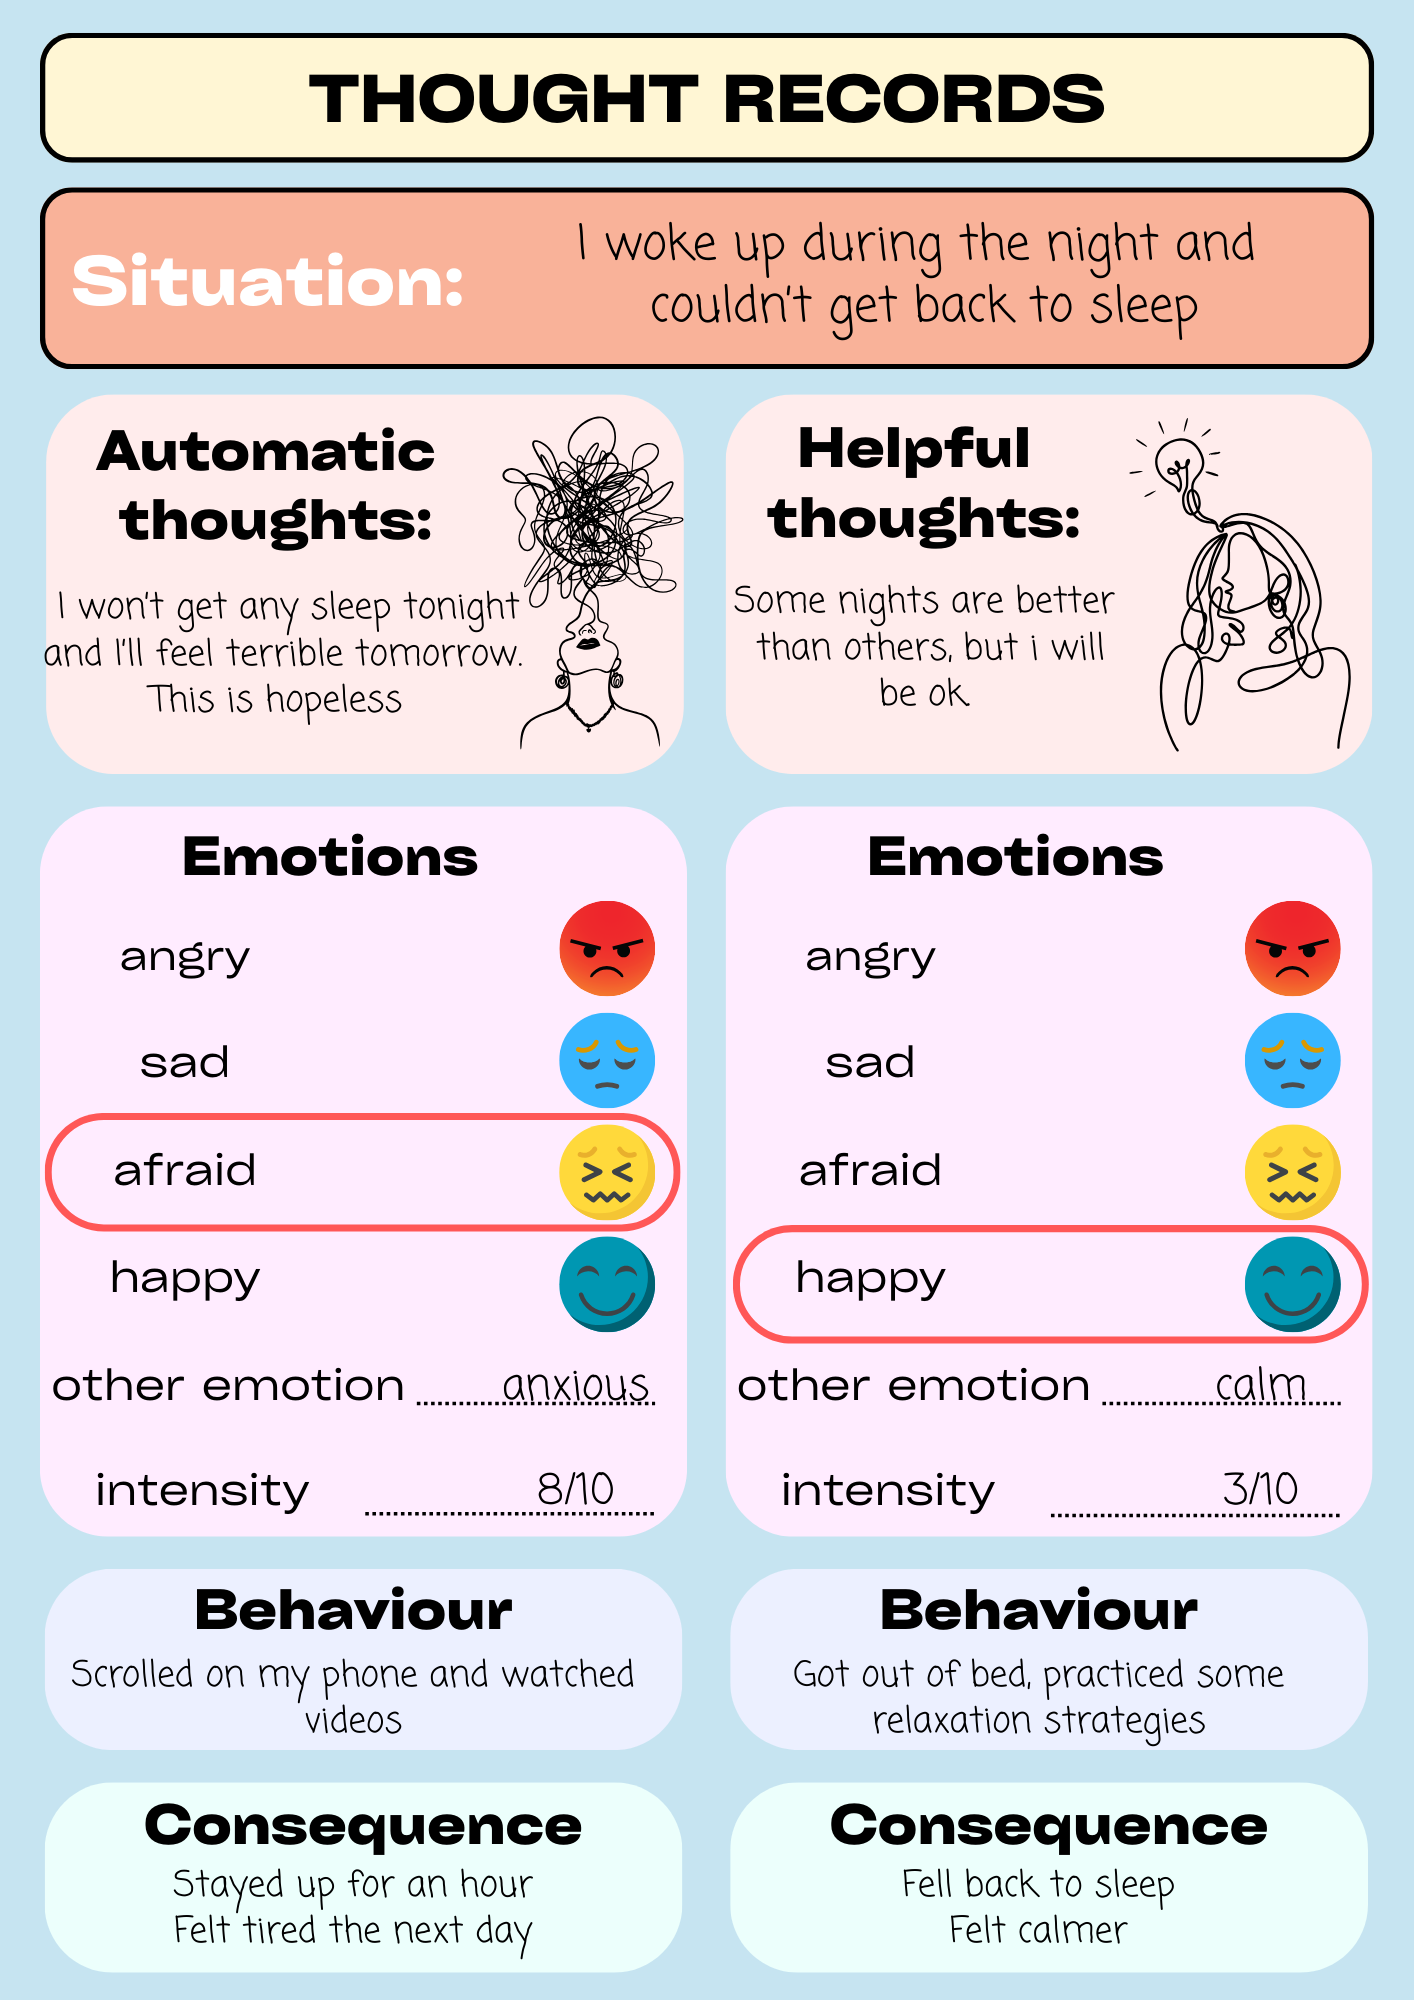 THOUGHT RECORDS
Situation:
I woke up during the night and
couldn't get back to sleep
Automatic
thoughts:
I won't get any sleep tonight
and I'll feel terrible tomorrow.
This is hopeless
Helpful
thoughts:
Some nights are better
than others, but i will
be ok.
Emotions
angry
sad
afraid
happy
other emotion anxious
intensity 8/10
Emotions
angry
sad
afraid
happy
other emotion calm
intensity 3/10
Behaviour
Scrolled on my phone and watched
videos
Behaviour
Got out of bed, practiced some
relaxation strategies
Consequence
Stayed up for an hour
Felt tired the next day
Consequence
Fell back to sleep
Felt calmer